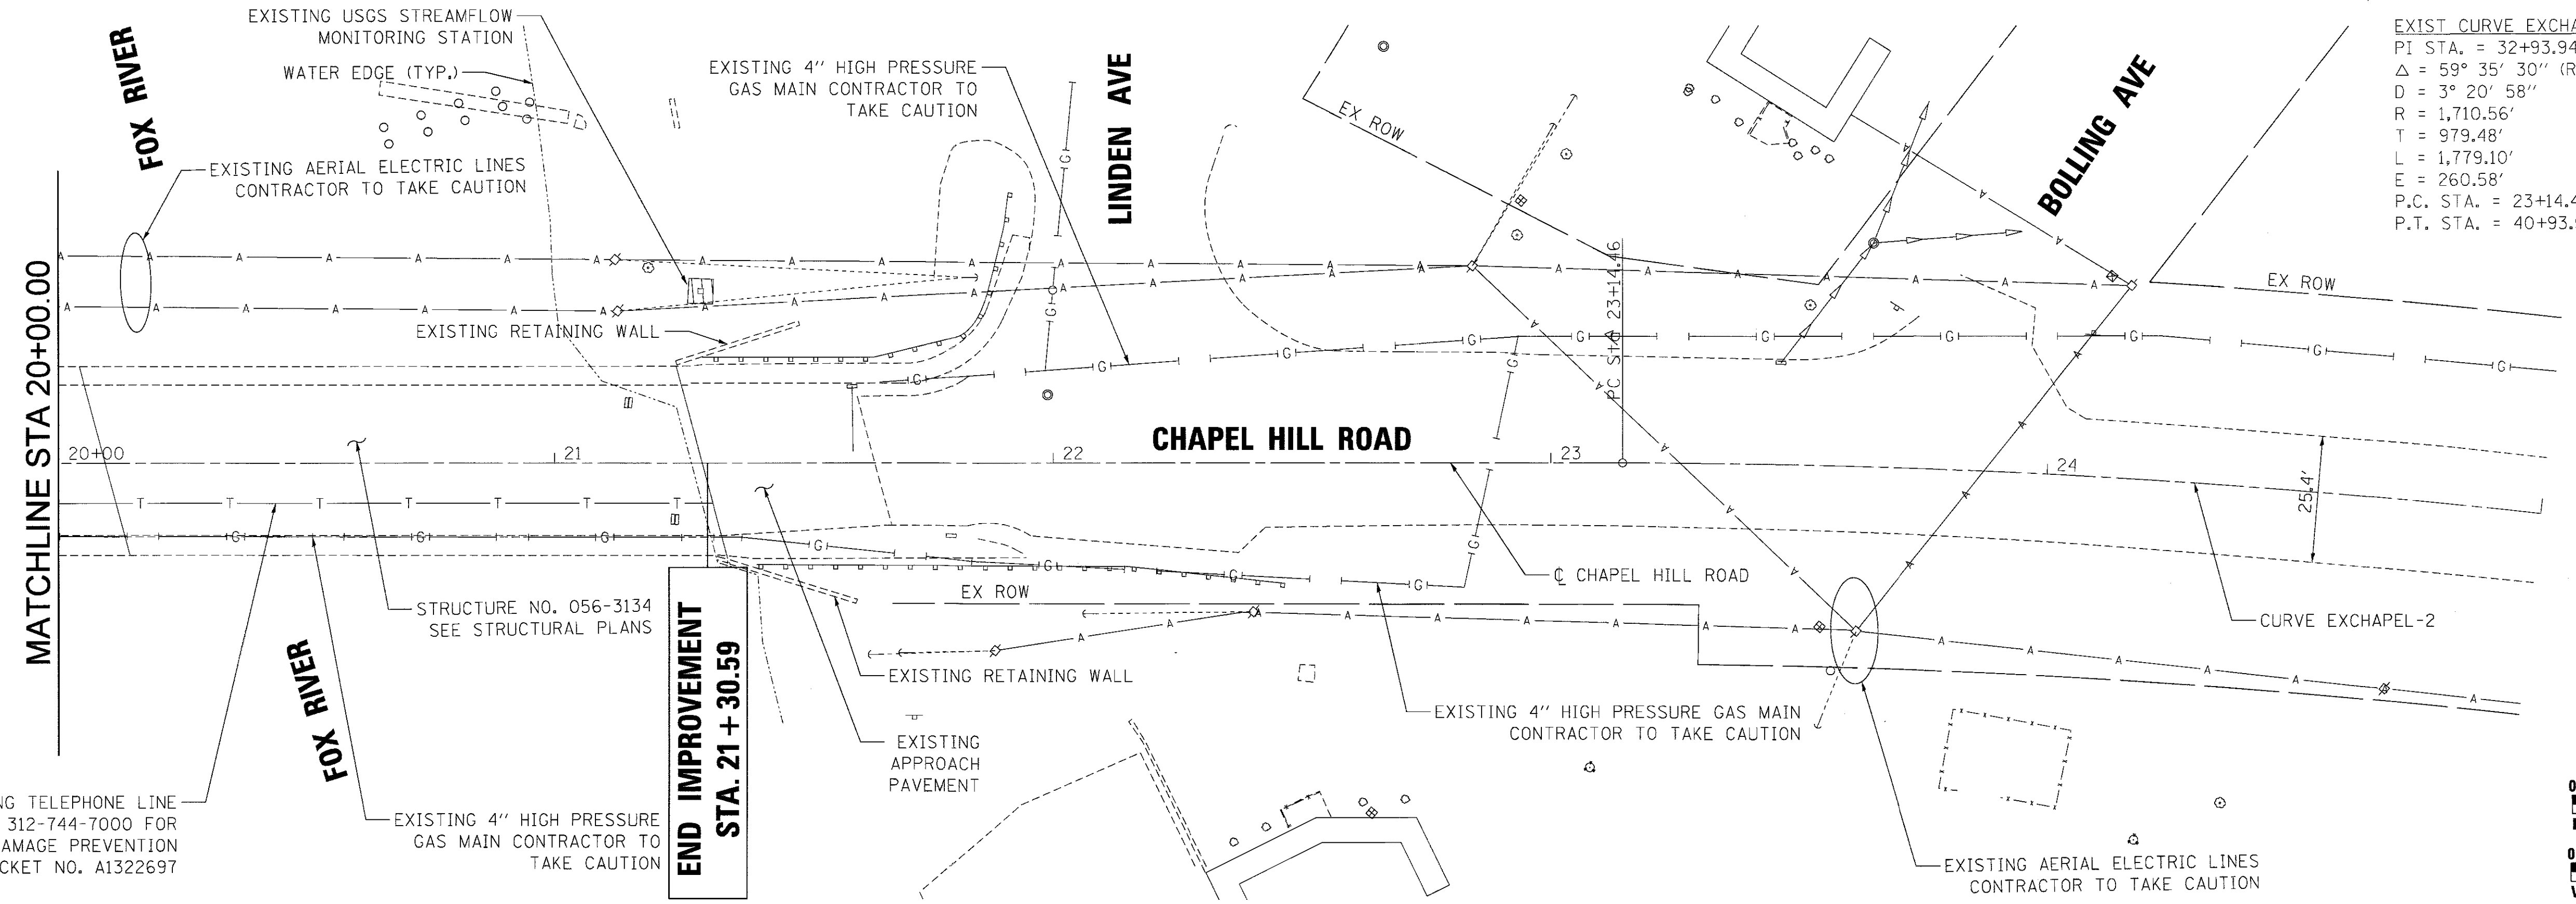 EXISTING USGS STREAMFLOW
MONITORING STATION
WATER EDGE (TYP.)
FOX RIVER
EXISTING AERIAL ELECTRIC LINES
CONTRACTOR TO TAKE CAUTION
EXISTING 4" HIGH PRESSURE
GAS MAIN CONTRACTOR TO
TAKE CAUTION
LINDEN AVE
EX ROW
BOLLING AVE
EXIST CURVE EXCHA
PI STA. = 32+93.94
Δ = 59° 35' 30" (R
D = 3° 20' 58"
R = 1,710.56'
T = 979.48'
L = 1,779.10'
E = 260.58'
P.C. STA. = 23+14.4
P.T. STA. = 40+93.
EX ROW
EXISTING RETAINING WALL
PC Sta 23+14.46
MATCHLINE STA 20+00.00
20+00
21
22
23
24
CHAPEL HILL ROAD
25.4'
℄ CHAPEL HILL ROAD
EX ROW
STRUCTURE NO. 056-3134
SEE STRUCTURAL PLANS
CURVE EXCHAPEL-2
FOX RIVER
END IMPROVEMENT
STA. 21+30.59
EXISTING RETAINING WALL
EXISTING
APPROACH
PAVEMENT
EXISTING 4" HIGH PRESSURE GAS MAIN
CONTRACTOR TO TAKE CAUTION
NG TELEPHONE LINE
312-744-7000 FOR
AMAGE PREVENTION
CKET NO. A1322697
EXISTING 4" HIGH PRESSURE
GAS MAIN CONTRACTOR TO
TAKE CAUTION
EXISTING AERIAL ELECTRIC LINES
CONTRACTOR TO TAKE CAUTION